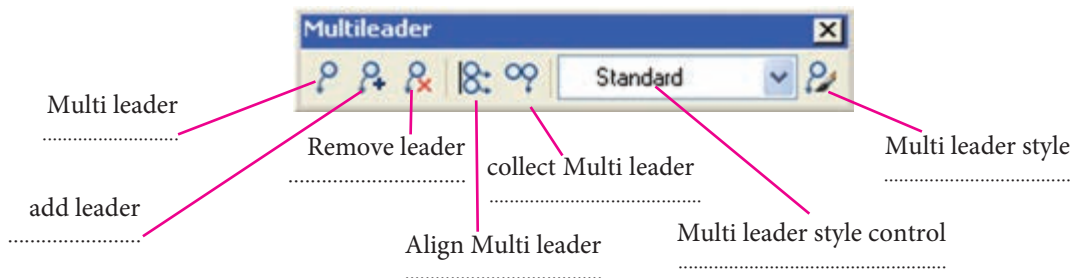 Multileader
Standard
Multi leader
Remove leader
collect Multi leader
Multi leader style
add leader
Align Multi leader
Multi leader style control